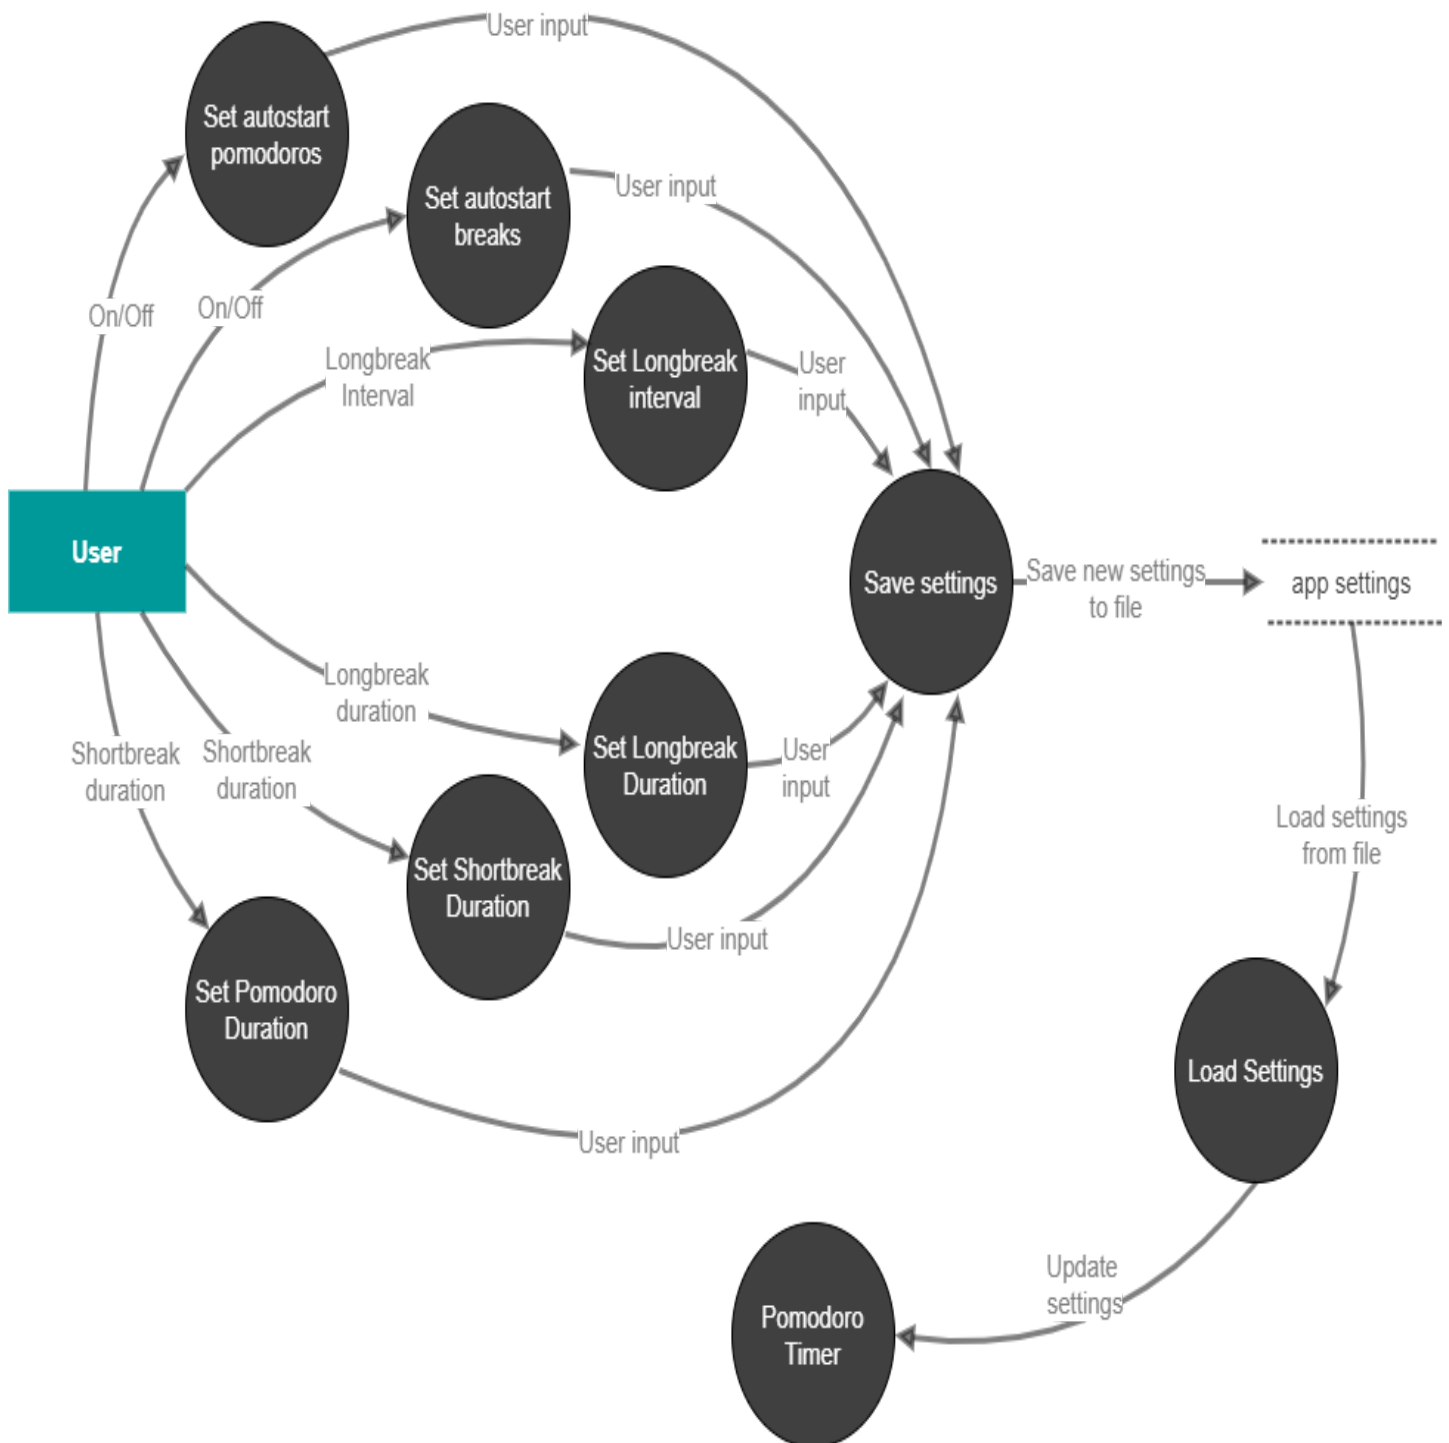 User input
Set autostart
pomodoros
Set autostart
breaks
User input
On/Off
On/Off
Longbreak
Interval
Set Longbreak
interval
User
input
User
Save settings
Save new settings
to file
app settings
Longbreak
duration
Shortbreak
duration
Shortbreak
duration
Set Longbreak
Duration
User
input
Set Shortbreak
Duration
User input
Load settings
from file
Set Pomodoro
Duration
User input
Load Settings
Update
settings
Pomodoro
Timer